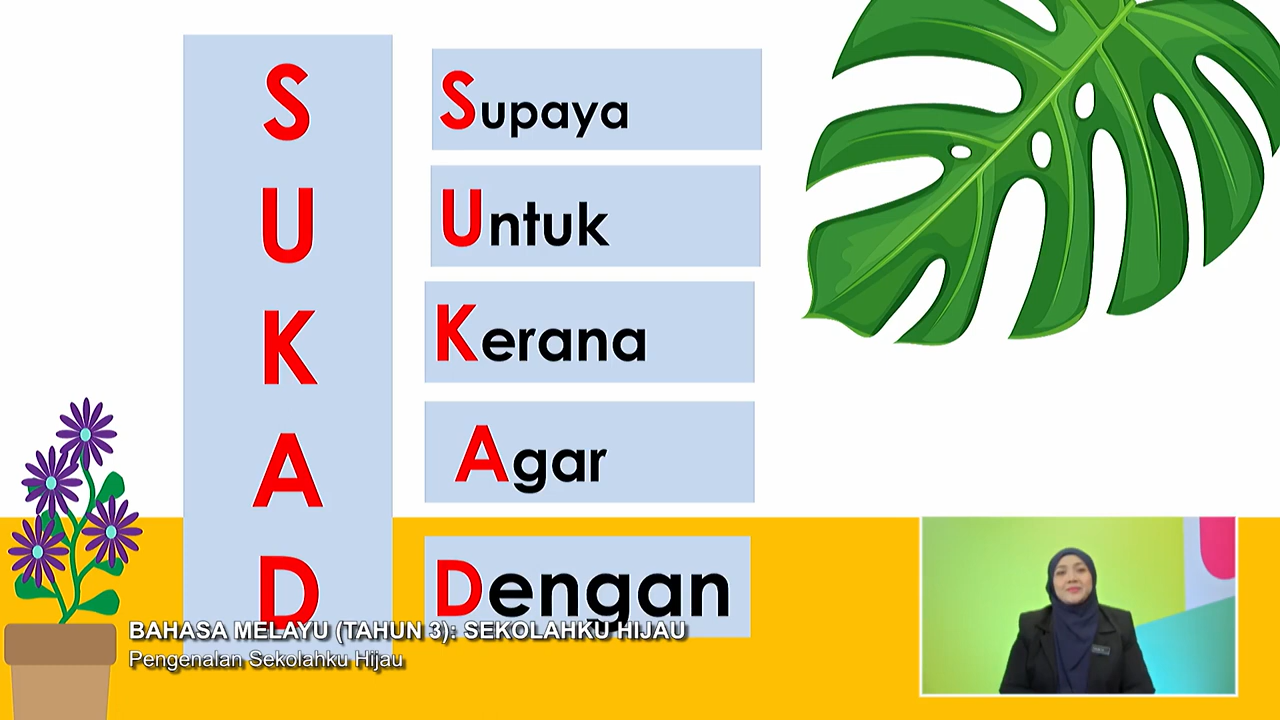 S
U
K
A
D
Supaya
Untuk
Kerana
Agar
Dengan
BAHASA MELAYU (TAHUN 3): SEKOLAHKU HIJAU
Pengenalan Sekolahku Hijau